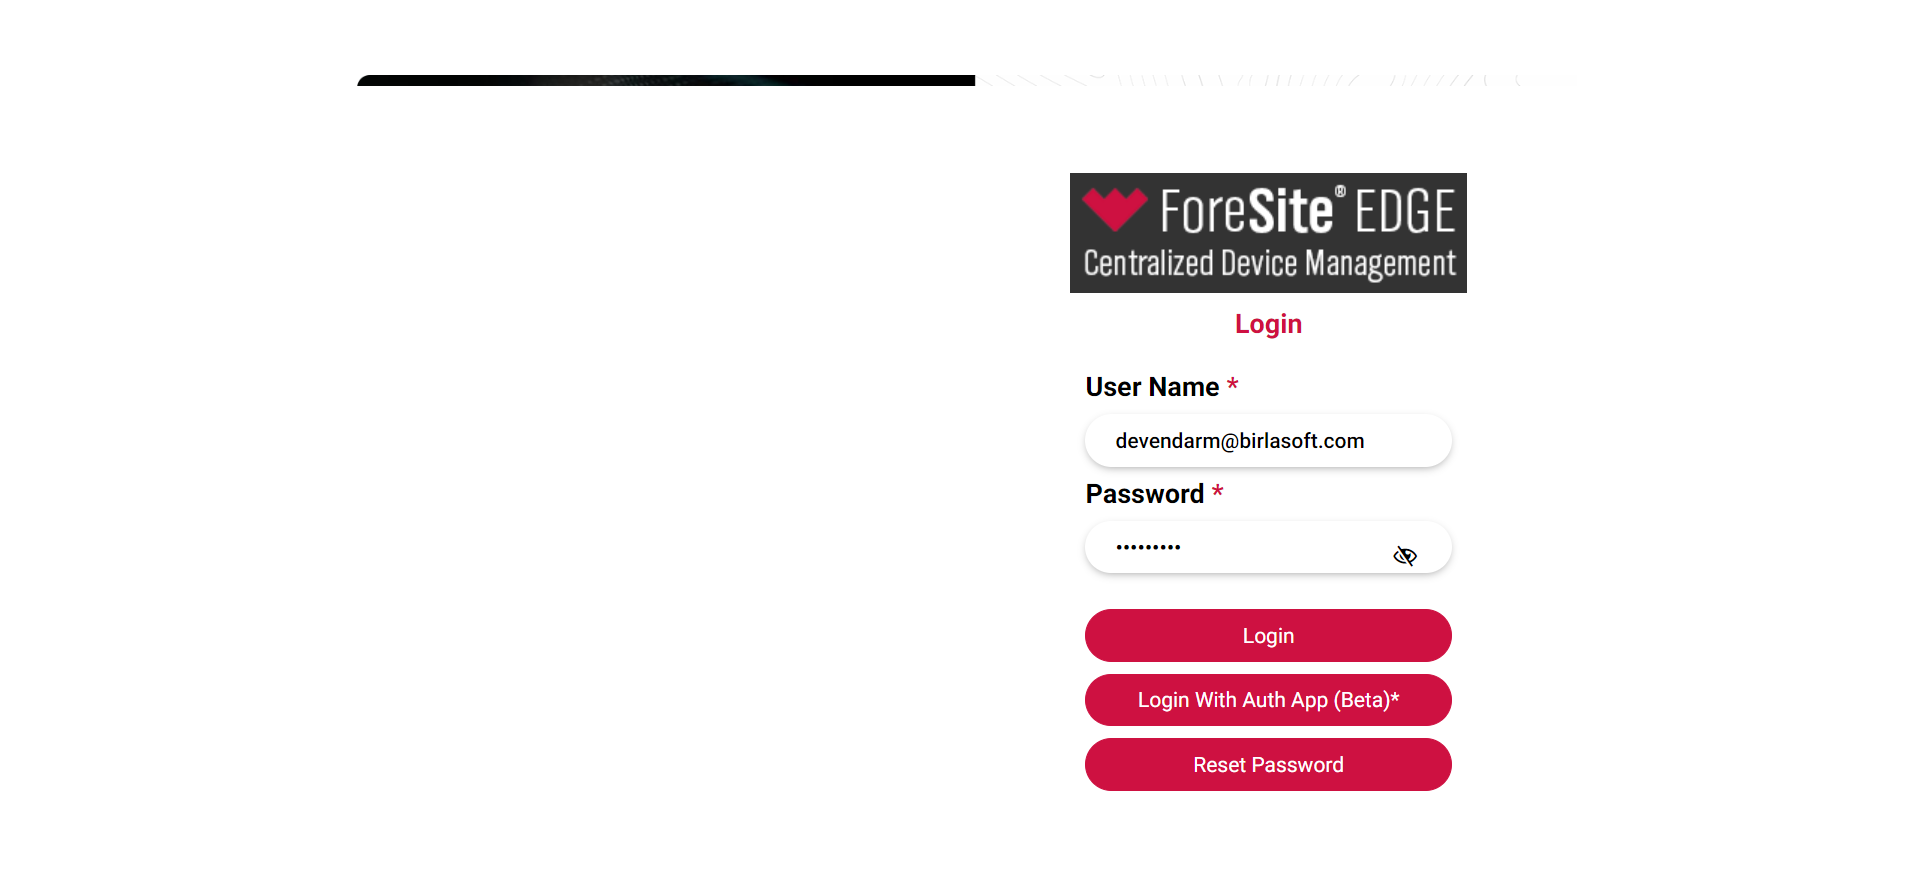 ForeSite® EDGE
Centralized Device Management
Login
User Name *
devendarm@birlasoft.com
Password *
•••••••••
Login
Login With Auth App (Beta)*
Reset Password